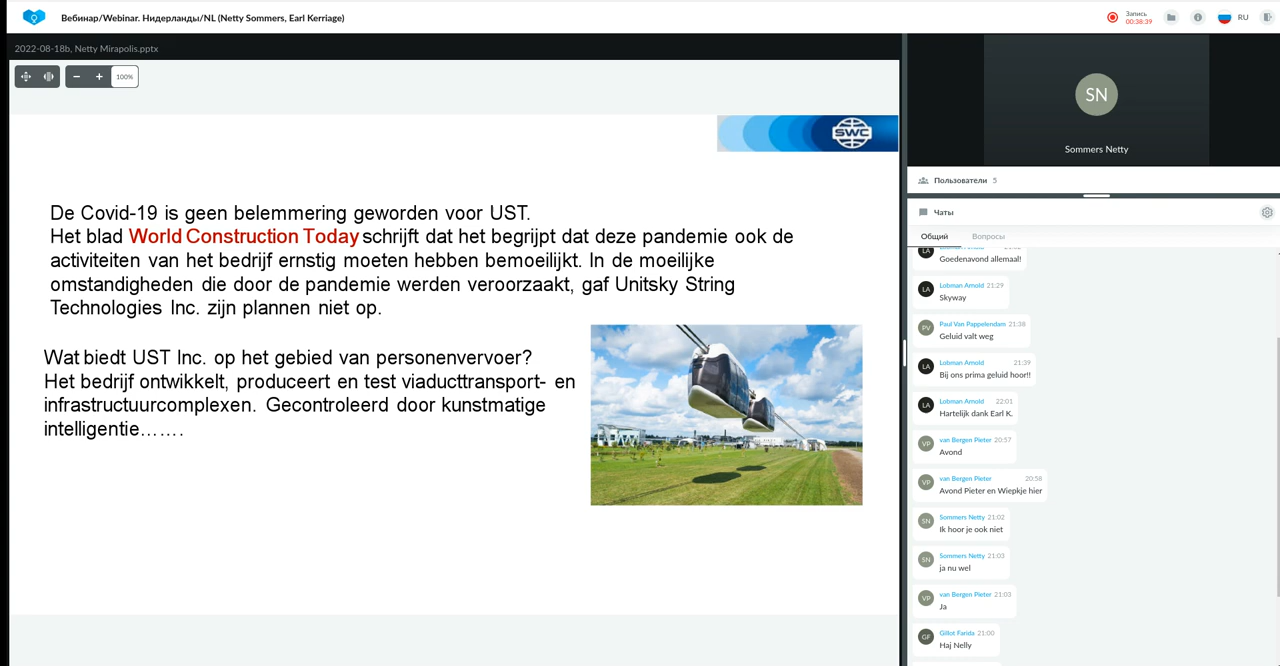 Вебинар/Webinar. Нидерланды/NL (Netty Sommers, Earl Kerriage)
Запись
00:38:39
RU
2022-08-18b, Netty Mirapolis.pptx
100%
SWC
De Covid-19 is geen belemmering geworden voor UST.
Het blad World Construction Today schrijft dat het begrijpt dat deze pandemie ook de
activiteiten van het bedrijf ernstig moeten hebben bemoeilijkt. In de moeilijke
omstandigheden die door de pandemie werden veroorzaakt, gaf Unitsky String
Technologies Inc. zijn plannen niet op.
Wat biedt UST Inc. op het gebied van personenvervoer?
Het bedrijf ontwikkelt, produceert en test viaducttransport- en
infrastructuurcomplexen. Gecontroleerd door kunstmatige
intelligentie…….
SN
Sommers Netty
Пользователи 5
Чаты
Общий Вопросы
LA
Goedenavond allemaal!
LA Lobman Arnold 21:29
Skyway
PV Paul Van Pappelendam 21:38
Geluid valt weg
LA Lobman Arnold 21:39
Bij ons prima geluid hoor!!
LA Lobman Arnold 22:01
Hartelijk dank Earl K.
VP van Bergen Pieter 20:57
Avond
VP van Bergen Pieter 20:58
Avond Pieter en Wiepkje hier
SN Sommers Netty 21:02
Ik hoor je ook niet
SN Sommers Netty 21:03
ja nu wel
VP van Bergen Pieter 21:03
Ja
GF Gillot Farida 21:00
Haj Nelly